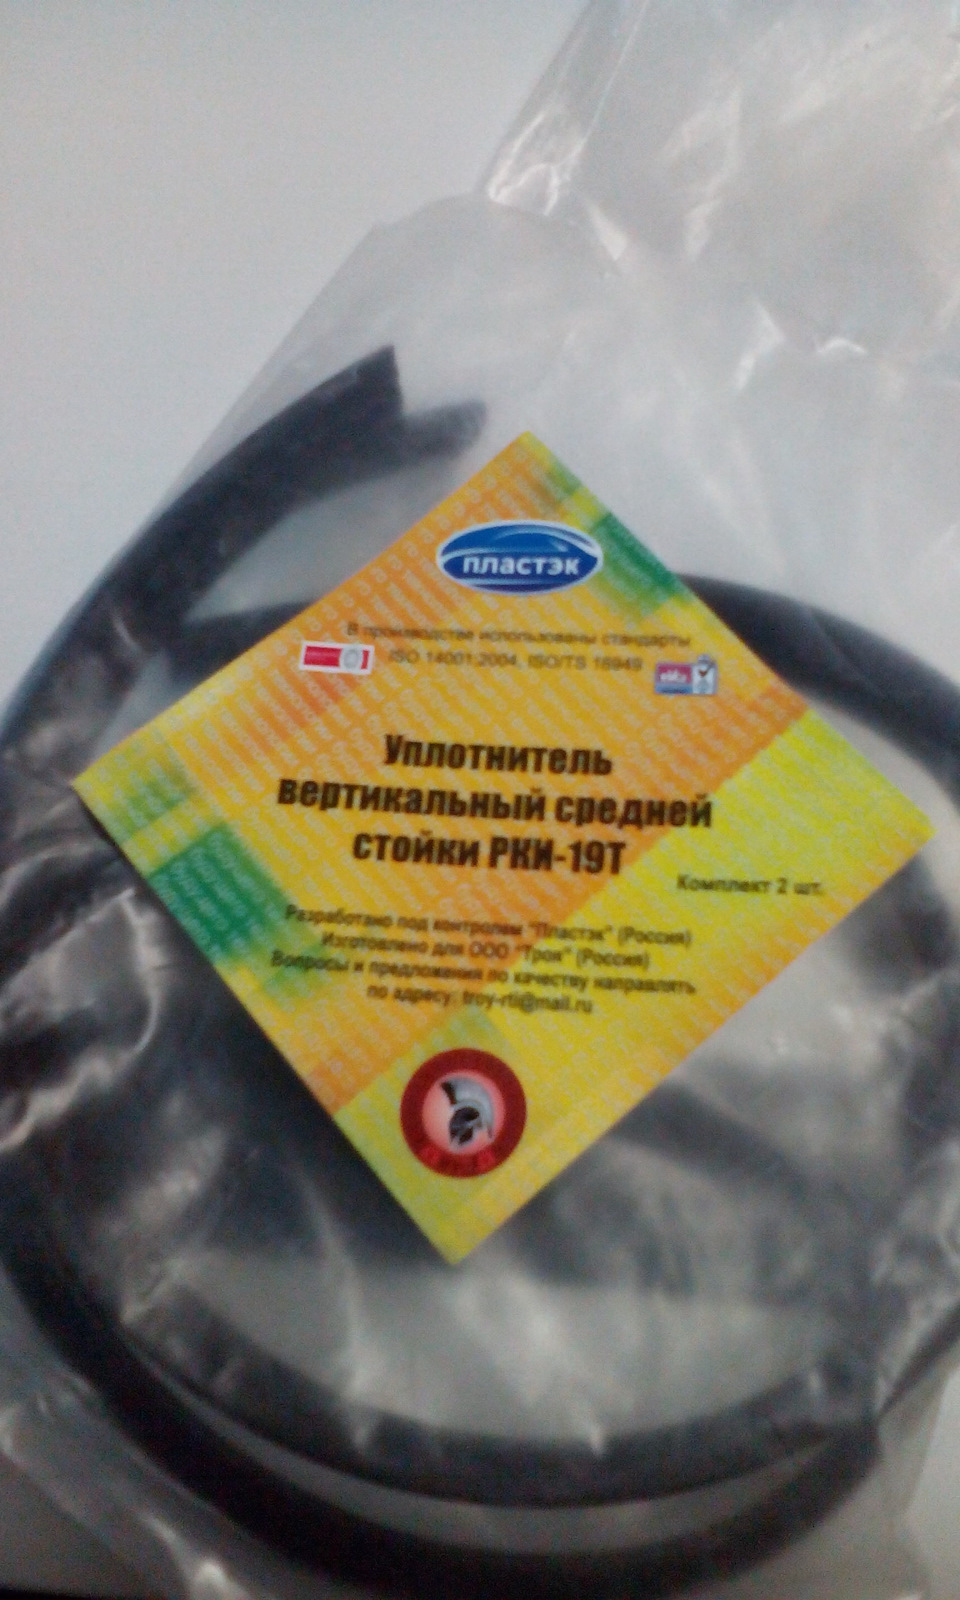 пластэк
В производстве использованы стандарты
ISO 14001:2004, ISO/TS 16949
Уплотнитель
вертикальный средней
стойки РКИ-19Т
Комплект 2 шт.
Разработано под контролем "Пластэк" (Россия)
Изготовлено для ООО "Троя" (Россия)
Вопросы и предложения по качеству направлять
по адресу: troy-rti@mail.ru